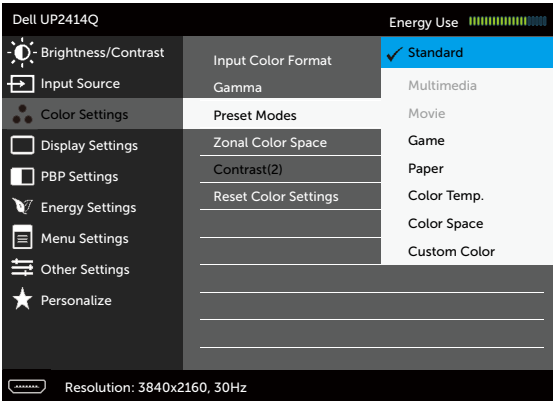 Dell UP2414Q
Energy Use
Brightness/Contrast
Input Source
Color Settings
Display Settings
PBP Settings
Energy Settings
Menu Settings
Other Settings
Personalize
Input Color Format
Gamma
Preset Modes
Zonal Color Space
Contrast(2)
Reset Color Settings
Standard
Multimedia
Movie
Game
Paper
Color Temp.
Color Space
Custom Color
Resolution: 3840x2160, 30Hz